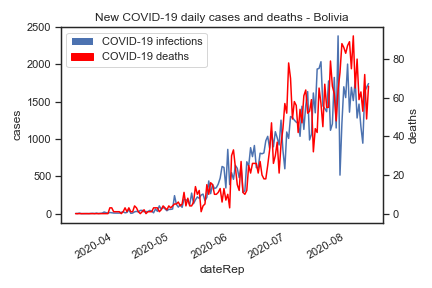 New COVID-19 daily cases and deaths - Bolivia
COVID-19 infections
COVID-19 deaths
2500
2000
1500
1000
500
0
cases
80
60
40
20
0
deaths
2020-04
2020-05
2020-06
2020-07
2020-08
dateRep